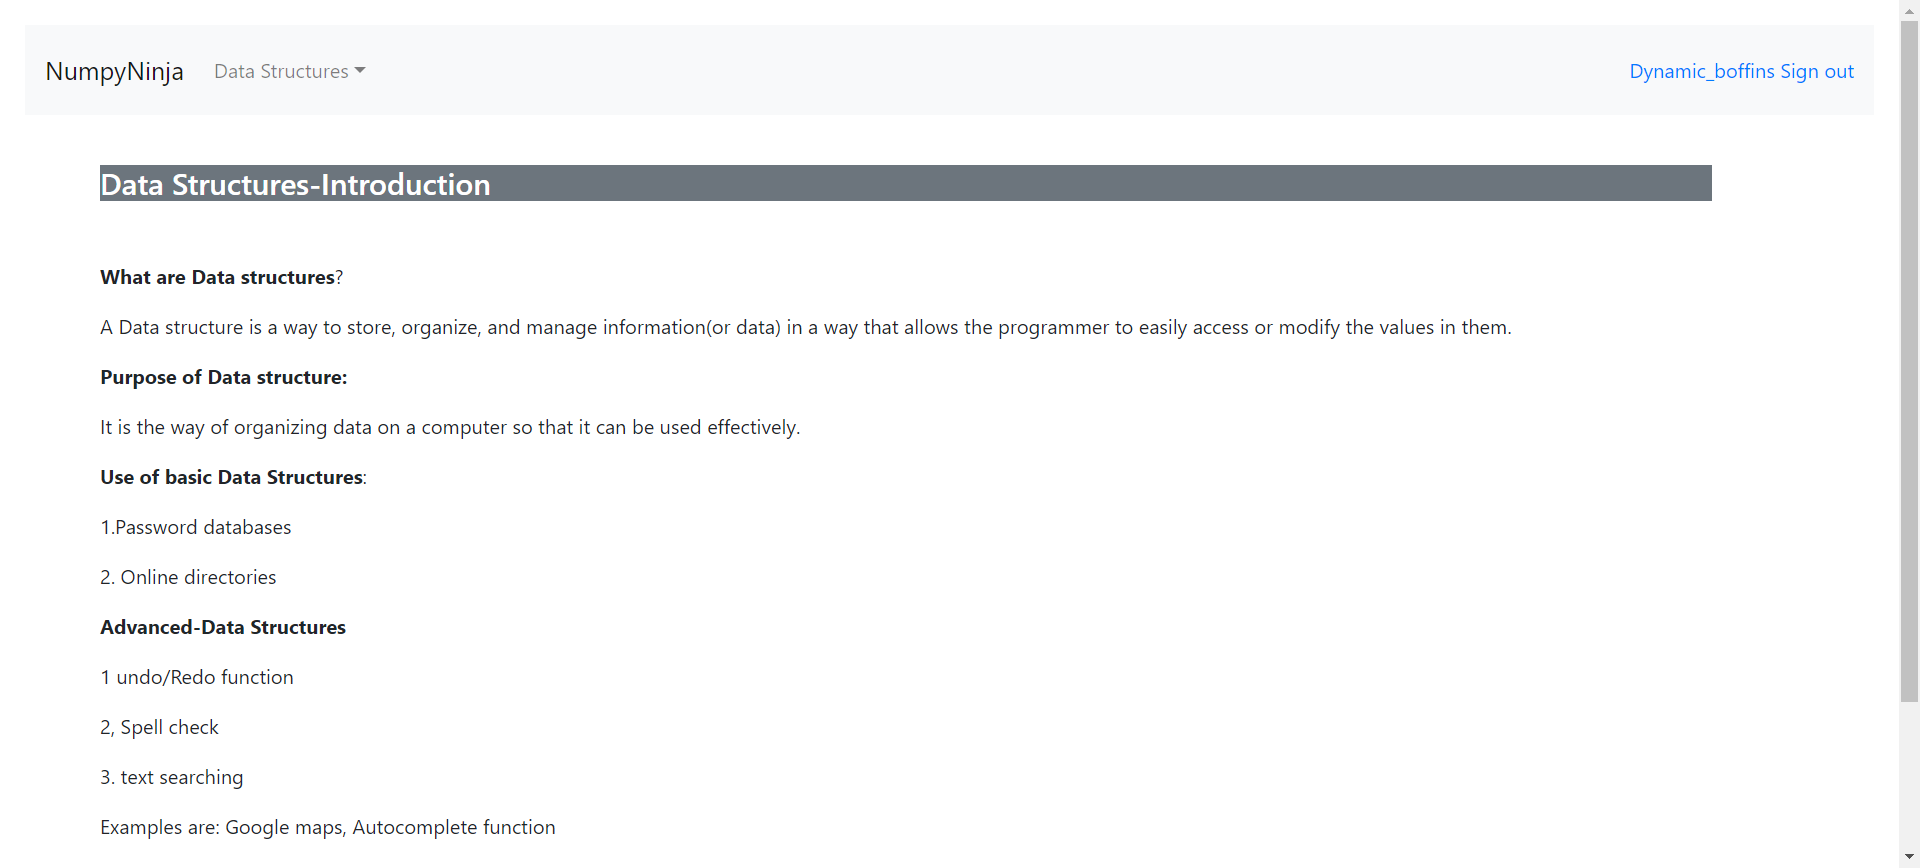 NumpyNinja Data Structures Dynamic_boffins Sign out
Data Structures-Introduction
What are Data structures?
A Data structure is a way to store, organize, and manage information(or data) in a way that allows the programmer to easily access or modify the values in them.
Purpose of Data structure:
It is the way of organizing data on a computer so that it can be used effectively.
Use of basic Data Structures:
1.Password databases
2. Online directories
Advanced-Data Structures
1 undo/Redo function
2, Spell check
3. text searching
Examples are: Google maps, Autocomplete function